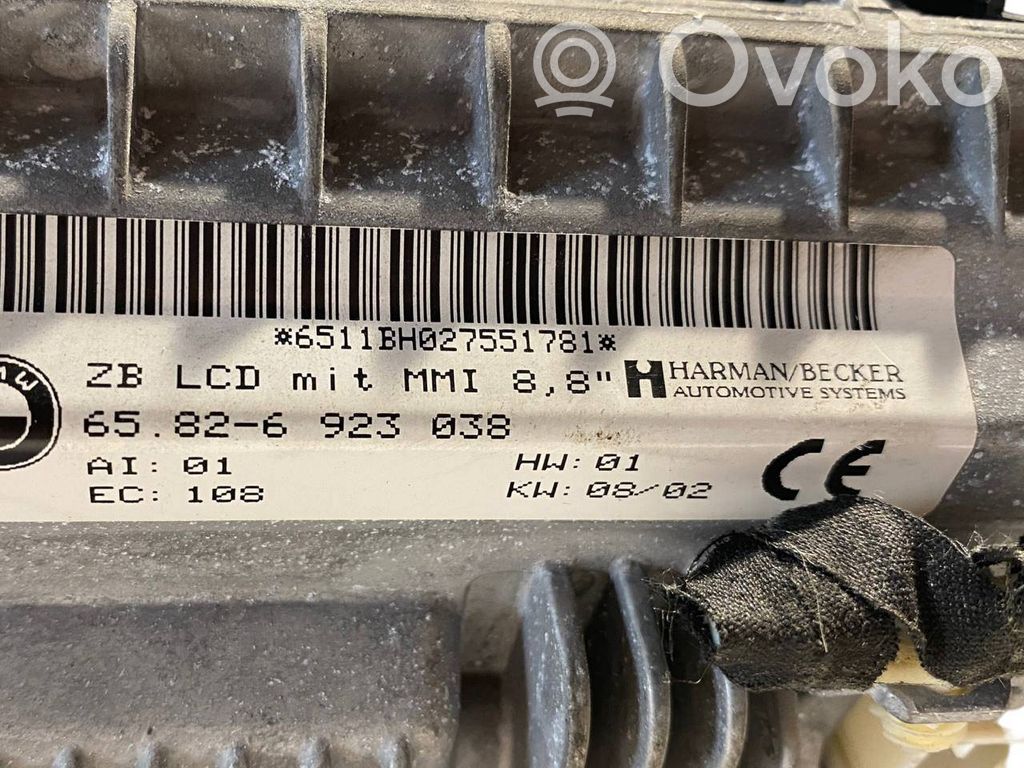 Ovoko
*6511BH027551781*
ZB LCD mit MMI 8,8"
HARMAN/BECKER
AUTOMOTIVE SYSTEMS
65.82-6 923 038
AI: 01
HW: 01
EC: 108
KW: 08/02
CE